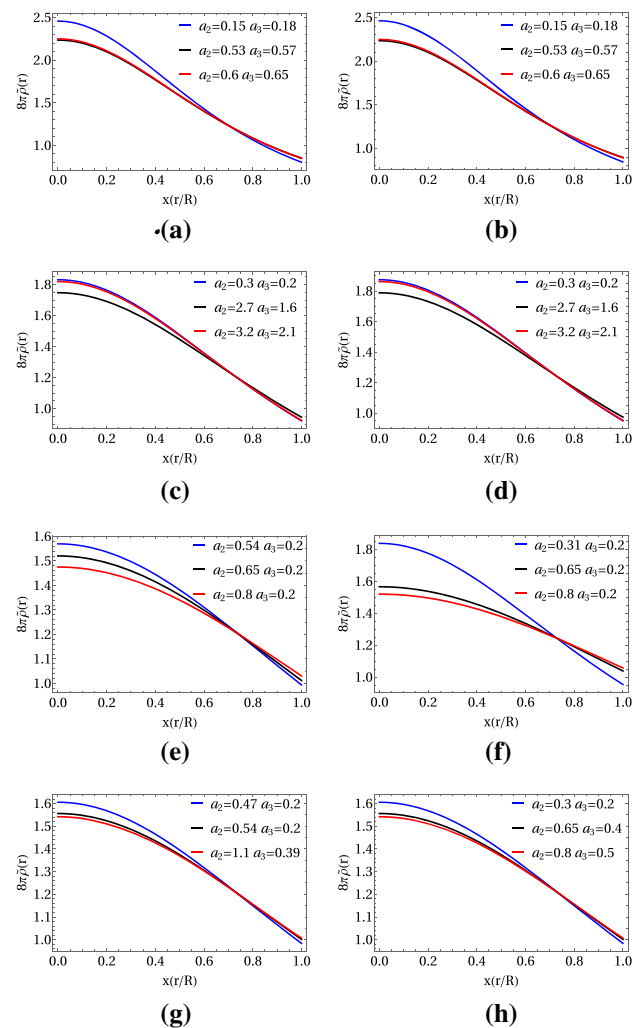 a₂=0.15 a₃=0.18
a₂=0.53 a₃=0.57
a₂=0.6 a₃=0.65
8πρ̃(r)
2.5
2.0
1.5
1.0
0.0 0.2 0.4 0.6 0.8 1.0
x(r/R)
(a)
a₂=0.15 a₃=0.18
a₂=0.53 a₃=0.57
a₂=0.6 a₃=0.65
8πρ̃(r)
2.5
2.0
1.5
1.0
0.0 0.2 0.4 0.6 0.8 1.0
x(r/R)
(b)
a₂=0.3 a₃=0.2
a₂=2.7 a₃=1.6
a₂=3.2 a₃=2.1
8πρ̃(r)
1.8
1.6
1.4
1.2
1.0
0.0 0.2 0.4 0.6 0.8 1.0
x(r/R)
(c)
a₂=0.3 a₃=0.2
a₂=2.7 a₃=1.6
a₂=3.2 a₃=2.1
8πρ̃(r)
1.8
1.6
1.4
1.2
1.0
0.0 0.2 0.4 0.6 0.8 1.0
x(r/R)
(d)
a₂=0.54 a₃=0.2
a₂=0.65 a₃=0.2
a₂=0.8 a₃=0.2
8πρ̃(r)
1.6
1.5
1.4
1.3
1.2
1.1
1.0
0.0 0.2 0.4 0.6 0.8 1.0
x(r/R)
(e)
a₂=0.31 a₃=0.2
a₂=0.65 a₃=0.2
a₂=0.8 a₃=0.2
8πρ̃(r)
1.8
1.6
1.4
1.2
1.0
0.0 0.2 0.4 0.6 0.8 1.0
x(r/R)
(f)
a₂=0.47 a₃=0.2
a₂=0.54 a₃=0.2
a₂=1.1 a₃=0.39
8πρ̃(r)
1.6
1.5
1.4
1.3
1.2
1.1
1.0
0.0 0.2 0.4 0.6 0.8 1.0
x(r/R)
(g)
a₂=0.3 a₃=0.2
a₂=0.65 a₃=0.4
a₂=0.8 a₃=0.5
8πρ̃(r)
1.6
1.5
1.4
1.3
1.2
1.1
1.0
0.0 0.2 0.4 0.6 0.8 1.0
x(r/R)
(h)